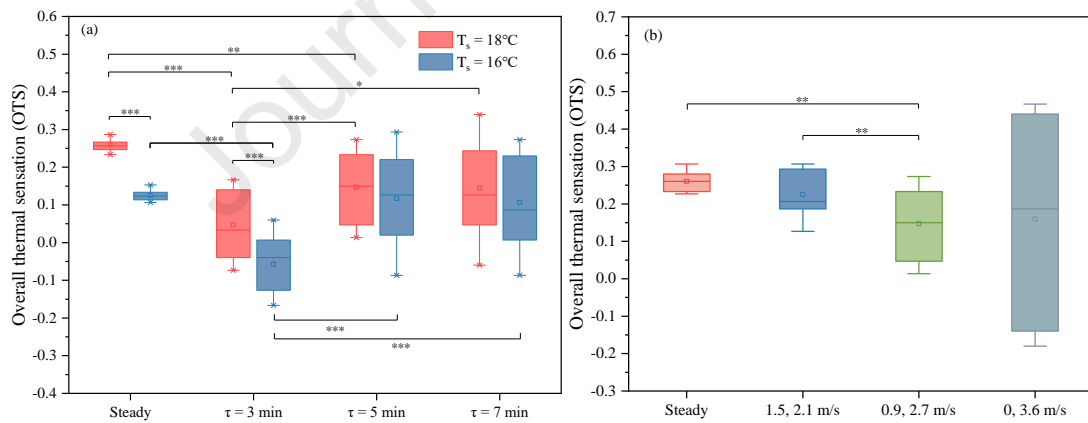 (a)
Journ
T_s = 18℃
T_s = 16℃
Overall thermal sensation (OTS)
0.6
0.5
0.4
0.3
0.2
0.1
0.0
-0.1
-0.2
-0.3
-0.4
**
***
*
***
***
***
***
***
***
Steady
τ = 3 min
τ = 5 min
τ = 7 min
(b)
Overall thermal sensation (OTS)
0.7
0.6
0.5
0.4
0.3
0.2
0.1
0.0
-0.1
-0.2
-0.3
**
**
Steady
1.5, 2.1 m/s
0.9, 2.7 m/s
0, 3.6 m/s